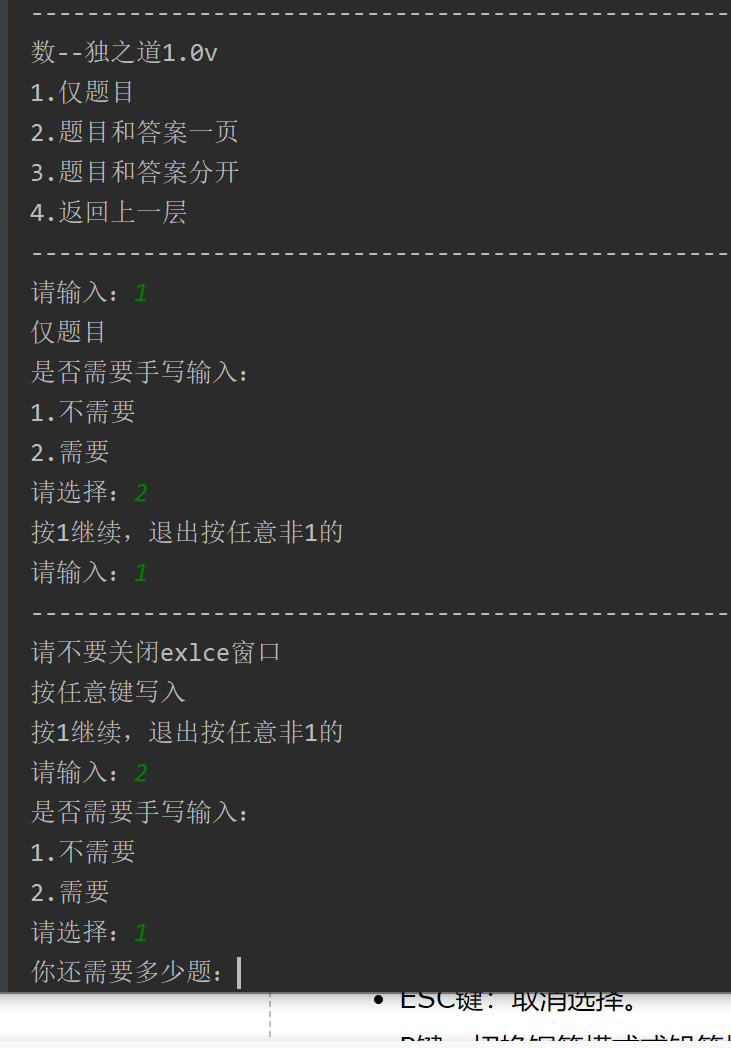 --------------------------------------------------
数--独之道1.0v
1.仅题目
2.题目和答案一页
3.题目和答案分开
4.返回上一层
--------------------------------------------------
请输入：1
仅题目
是否需要手写输入：
1.不需要
2.需要
请选择：2
按1继续，退出按任意非1的
请输入：1
--------------------------------------------------
请不要关闭exlce窗口
按任意键写入
按1继续，退出按任意非1的
请输入：2
是否需要手写输入：
1.不需要
2.需要
请选择：1
你还需要多少题：
• ESC键：取消选择。